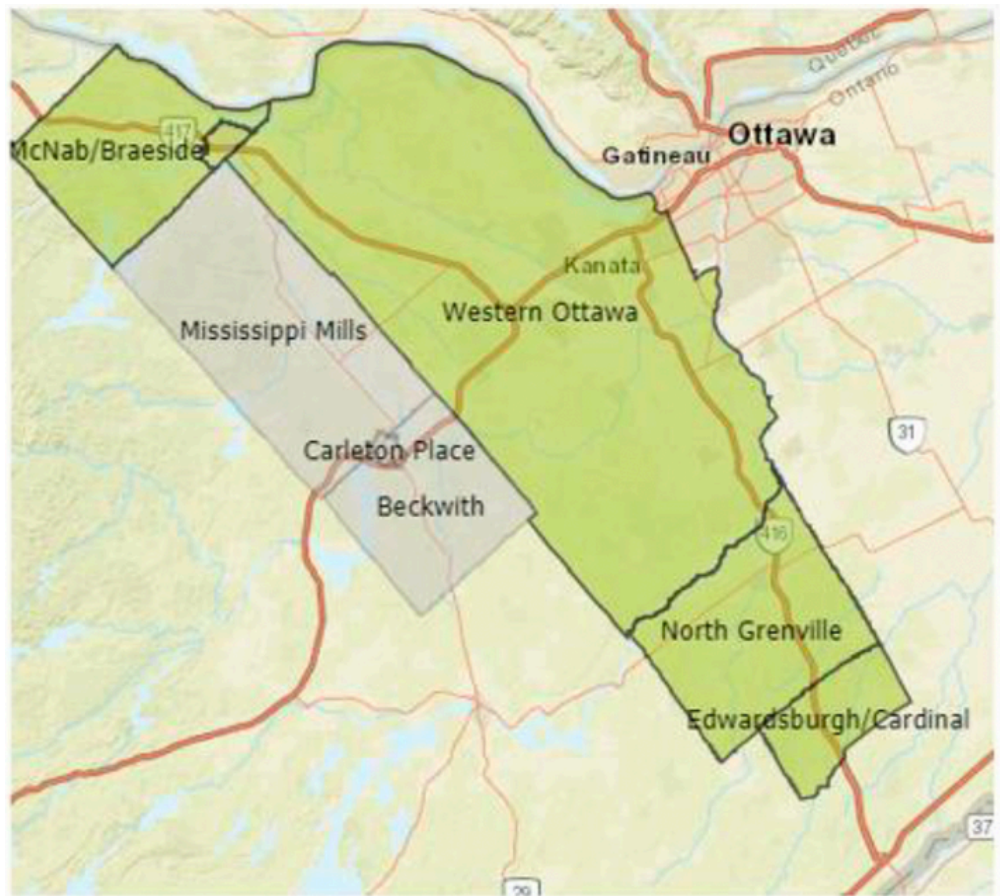 Quebec
Ontario
Ottawa
Gatineau
417
McNab/Braeside
Kanata
Western Ottawa
Mississippi Mills
31
Carleton Place
Beckwith
416
North Grenville
Edwardsburgh/Cardinal
37
29